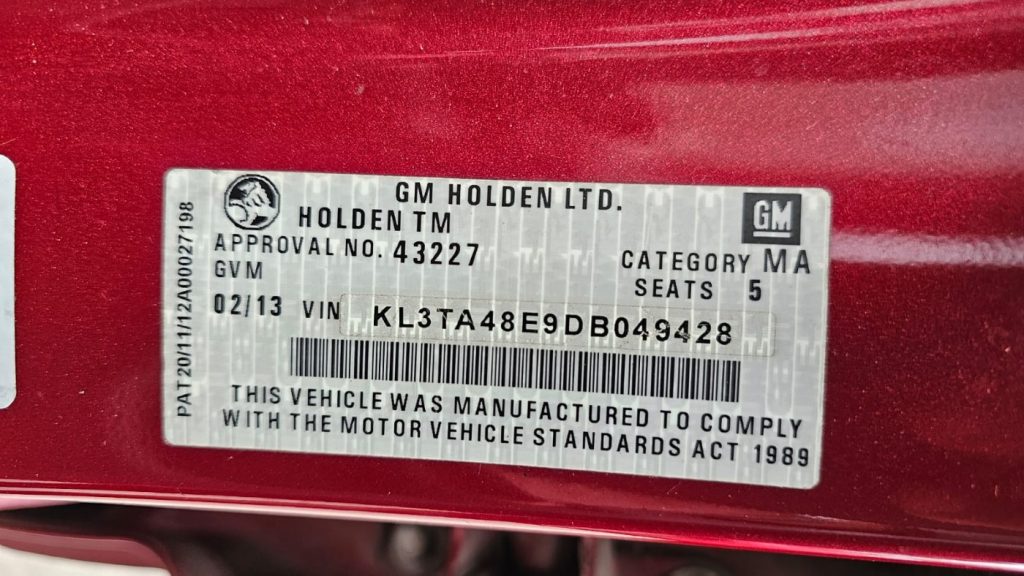 GM HOLDEN LTD.
GM
HOLDEN TM
APPROVAL NO. 43227
CATEGORY MA
GVM
SEATS 5
02/13 VIN KL3TA48E9DB049428
THIS VEHICLE WAS MANUFACTURED TO COMPLY
WITH THE MOTOR VEHICLE STANDARDS ACT 1989
PAT20/11/12A00027198